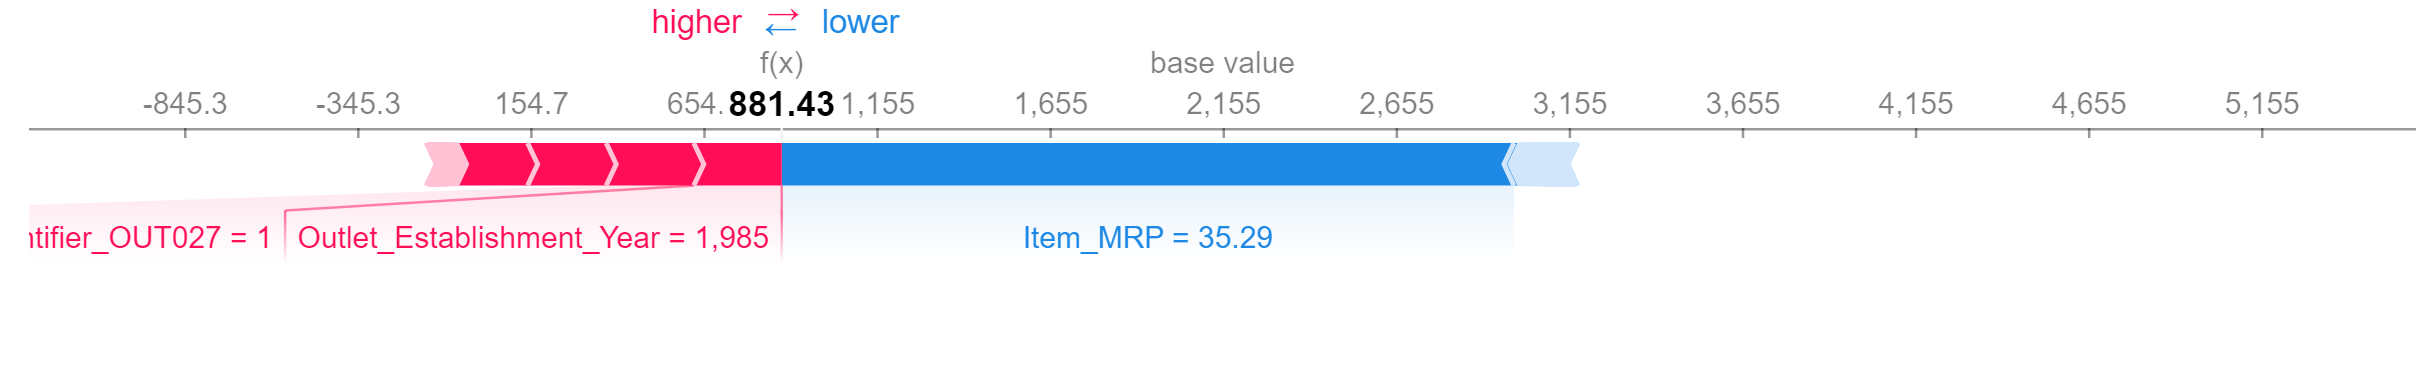 higher ⇄ lower
f(x) base value
-845.3 -345.3 154.7 654. 881.43 1,155 1,655 2,155 2,655 3,155 3,655 4,155 4,655 5,155
ntifier_OUT027 = 1 Outlet_Establishment_Year = 1,985 Item_MRP = 35.29